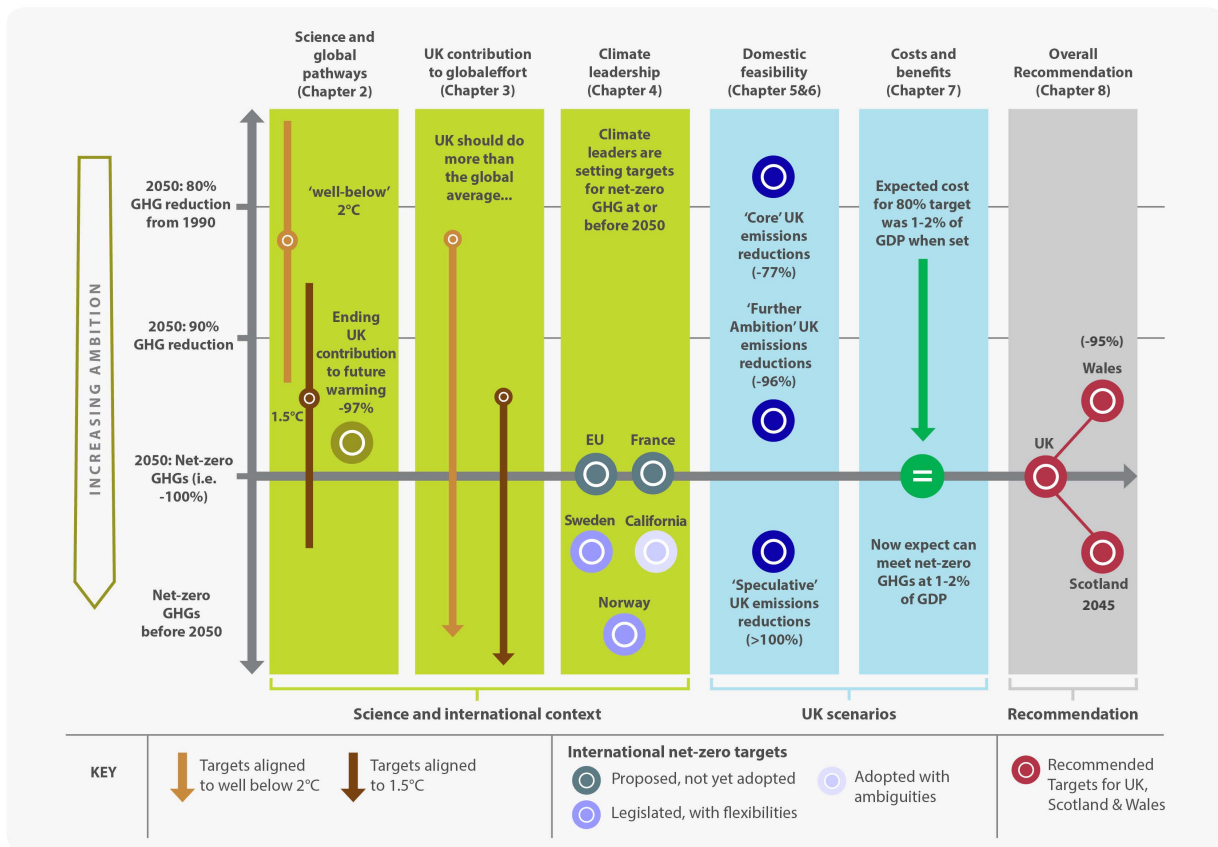 Science and
global
pathways
(Chapter 2)
UK contribution
to globaleffort
(Chapter 3)
Climate
leadership
(Chapter 4)
Domestic
feasibility
(Chapter 5&6)
Costs and
benefits
(Chapter 7)
Overall
Recommendation
(Chapter 8)
INCREASING AMBITION
2050: 80%
GHG reduction
from 1990
2050: 90%
GHG reduction
2050: Net-zero
GHGs (i.e.
-100%)
Net-zero
GHGs
before 2050
‘well-below’
2°C
Ending
UK
contribution
to future
warming
-97%
1.5°C
UK should do
more than
the global
average...
Climate
leaders are
setting targets
for net-zero
GHG at or
before 2050
EU
France
Sweden
California
Norway
‘Core’ UK
emissions
reductions
(-77%)
‘Further
Ambition’ UK
emissions
reductions
(-96%)
‘Speculative’
UK emissions
reductions
(>100%)
Expected cost
for 80% target
was 1-2% of
GDP when set
=
Now expect can
meet net-zero
GHGs at 1-2%
of GDP
(-95%)
Wales
UK
Scotland
2045
Science and international context
UK scenarios
Recommendation
KEY
Targets aligned
to well below 2°C
Targets aligned
to 1.5°C
International net-zero targets
Proposed, not yet adopted
Legislated, with flexibilities
Adopted with
ambiguities
Recommended
Targets for UK,
Scotland & Wales